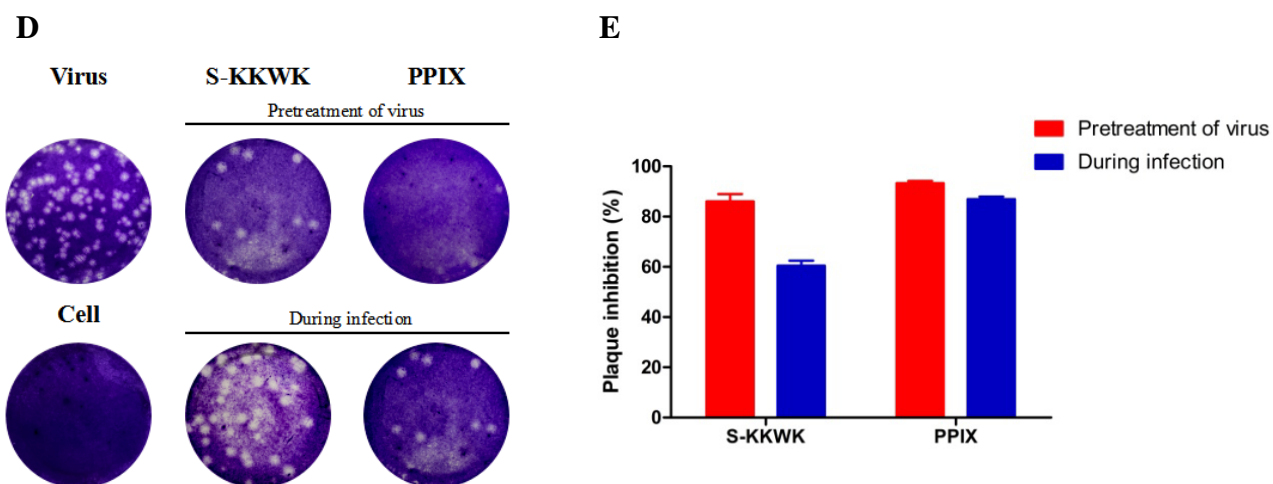 D
Virus
S-KKWK
PPIX
Pretreatment of virus
Cell
During infection
E
Pretreatment of virus
During infection
Plaque inhibition (%)
100
80
60
40
20
0
S-KKWK
PPIX